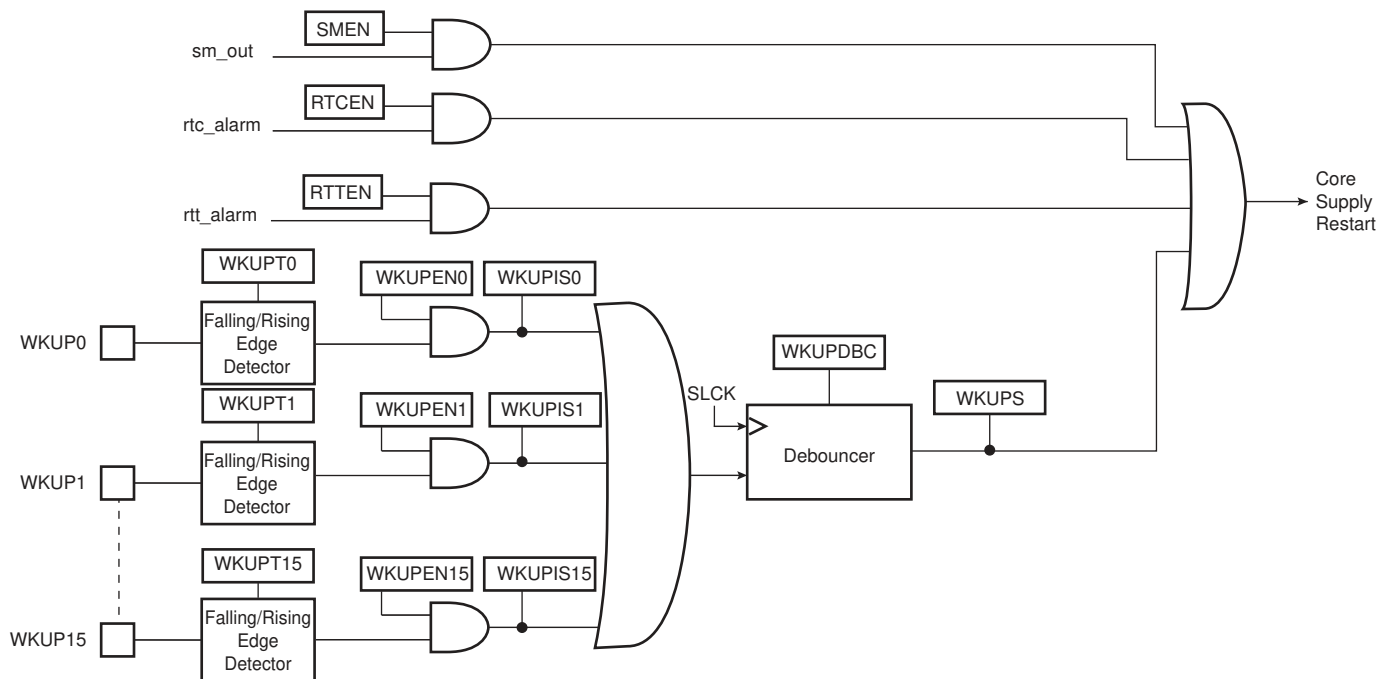 SMEN
sm_out
RTCEN
rtc_alarm
RTTEN
rtt_alarm
Core
Supply
Restart
WKUPT0
WKUPEN0
WKUPIS0
WKUP0
Falling/Rising
Edge
Detector
WKUPT1
WKUPEN1
WKUPIS1
WKUP1
Falling/Rising
Edge
Detector
SLCK
WKUPDBC
Debouncer
WKUPS
WKUPT15
WKUPEN15
WKUPIS15
WKUP15
Falling/Rising
Edge
Detector